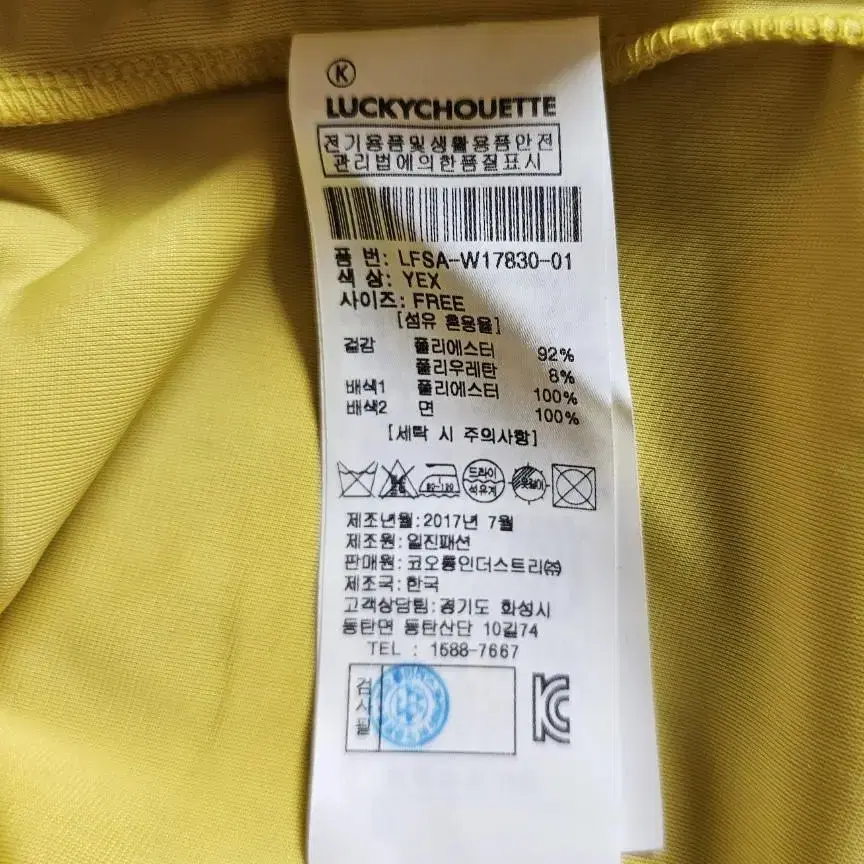 K
LUCKYCHOUETTE
전기용품및생활용품안전
관리법에의한품질표시
품 번: LFSA-W17830-01
색 상: YEX
사이즈: FREE
[섬유 혼용율]
겉감 폴리에스터 92%
폴리우레탄 8%
배색1 폴리에스터 100%
배색2 면 100%
[세탁 시 주의사항]
드라이
석유계
옷걸이
제조년월:2017년 7월
제조원:일진패션
판매원:코오롱인더스트리㈜
제조국:한국
고객상담팀:경기도 화성시
동탄면 동탄산단 10길74
TEL : 1588-7667
검사필